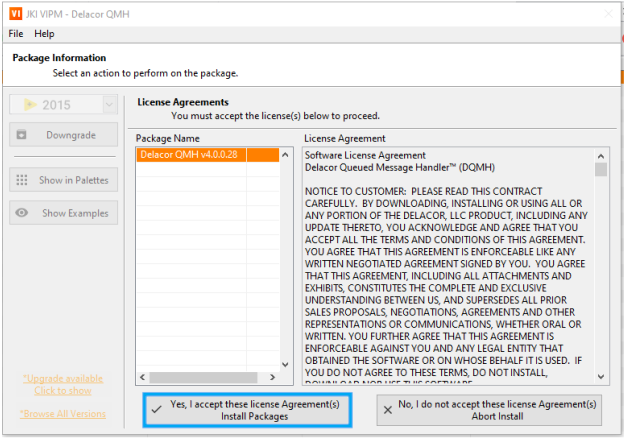 VI JKI VIPM - Delacor QMH
File Help
Package Information
Select an action to perform on the package.
2015
Downgrade
Show in Palettes
Show Examples
*Upgrade available
Click to show
*Browse All Versions
License Agreements
You must accept the license(s) below to proceed.
Package Name
Delacor QMH v4.0.0.28
License Agreement
Software License Agreement
Delacor Queued Message Handler™ (DQMH)
NOTICE TO CUSTOMER: PLEASE READ THIS CONTRACT
CAREFULLY. BY DOWNLOADING, INSTALLING OR USING ALL OR
ANY PORTION OF THE DELACOR, LLC PRODUCT, INCLUDING ANY
UPDATE THERETO, YOU ACKNOWLEDGE AND AGREE THAT YOU
ACCEPT ALL THE TERMS AND CONDITIONS OF THIS AGREEMENT.
YOU AGREE THAT THIS AGREEMENT IS ENFORCEABLE LIKE ANY
WRITTEN NEGOTIATED AGREEMENT SIGNED BY YOU. YOU AGREE
THAT THIS AGREEMENT, INCLUDING ALL ATTACHMENTS AND
EXHIBITS, CONSTITUTES THE COMPLETE AND EXCLUSIVE
UNDERSTANDING BETWEEN US, AND SUPERSEDES ALL PRIOR
SALES PROPOSALS, NEGOTIATIONS, AGREEMENTS AND OTHER
REPRESENTATIONS OR COMMUNICATIONS, WHETHER ORAL OR
WRITTEN. YOU FURTHER AGREE THAT THIS AGREEMENT IS
ENFORCEABLE AGAINST YOU AND ANY LEGAL ENTITY THAT
OBTAINED THE SOFTWARE OR ON WHOSE BEHALF IT IS USED. IF
YOU DO NOT AGREE TO THESE TERMS, DO NOT INSTALL,
DOWNLOAD NOR USE THIS SOFTWARE.
Yes, I accept these license Agreement(s)
Install Packages
No, I do not accept these license Agreement(s)
Abort Install